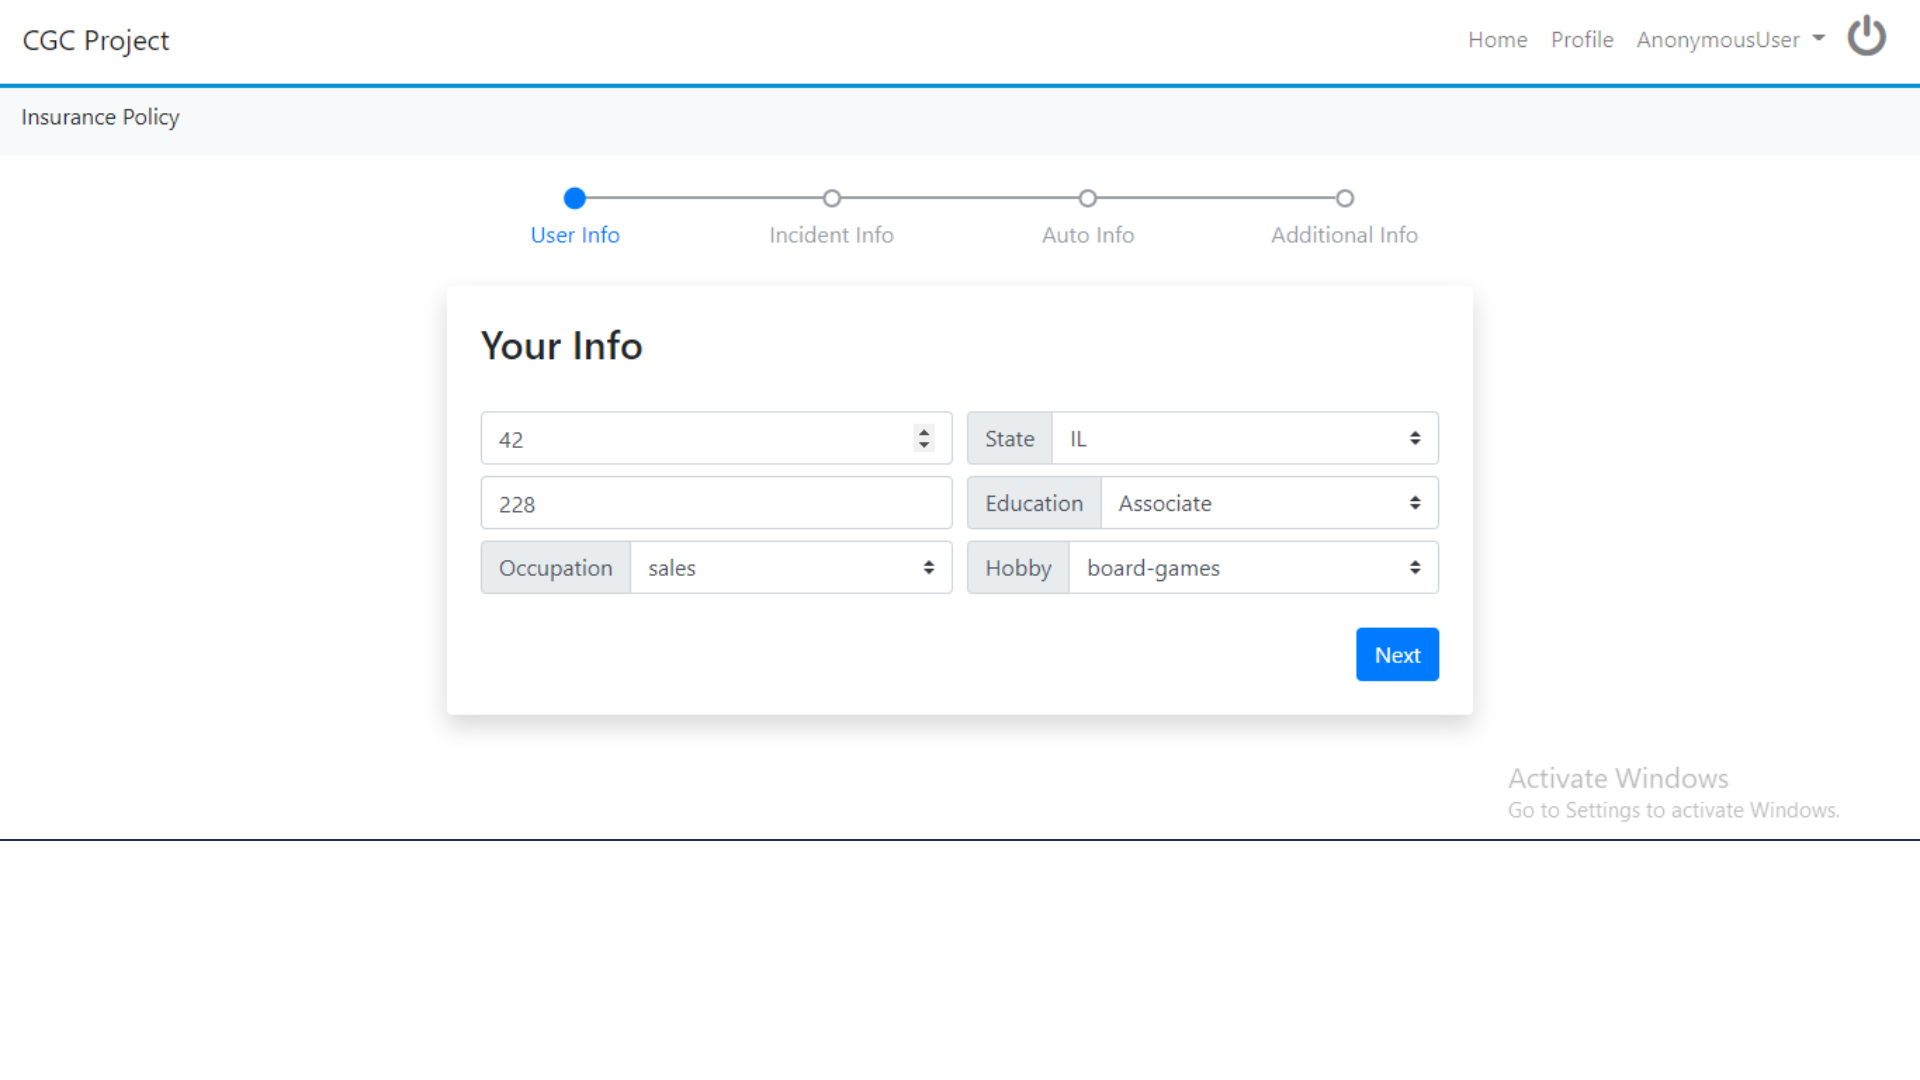 CGC Project
Home Profile AnonymousUser
Insurance Policy
User Info Incident Info Auto Info Additional Info
Your Info
42 State IL
228 Education Associate
Occupation sales Hobby board-games
Next
Activate Windows
Go to Settings to activate Windows.